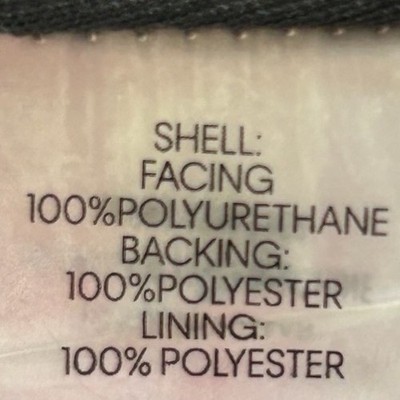 SHELL:
FACING
100%POLYURETHANE
BACKING:
100%POLYESTER
LINING:
100% POLYESTER